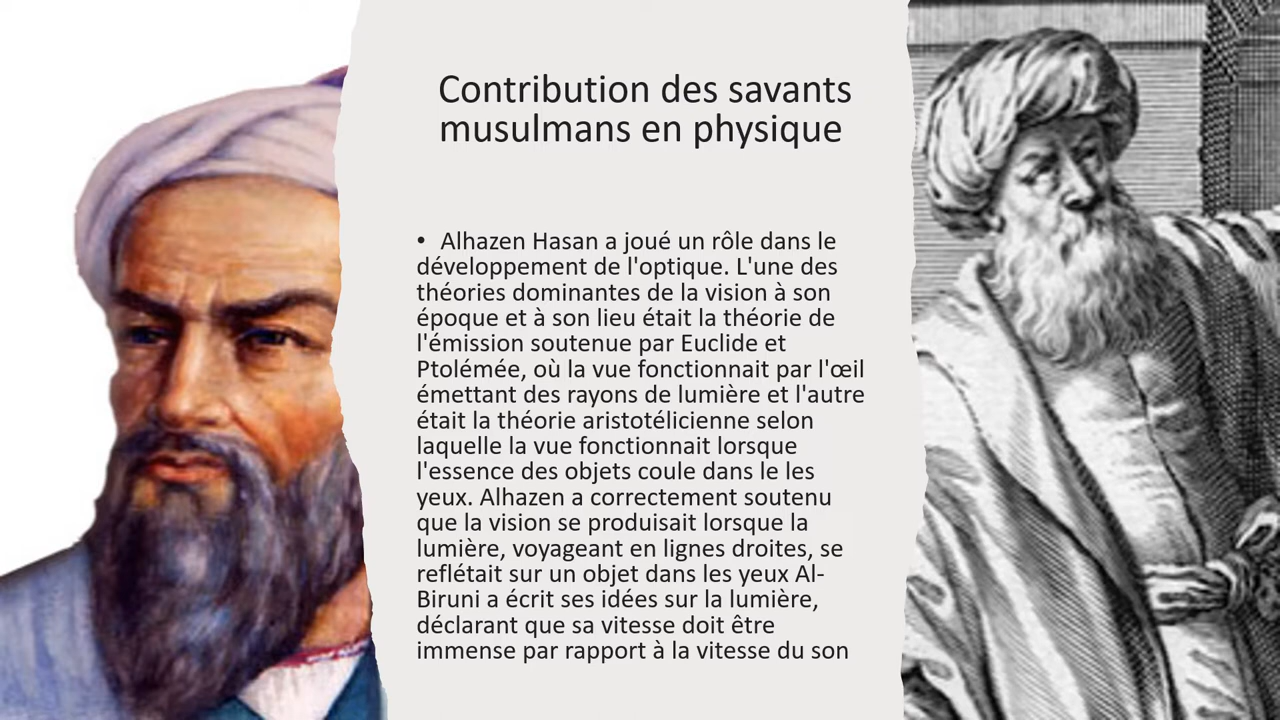 Contribution des savants
musulmans en physique
• Alhazen Hasan a joué un rôle dans le
développement de l'optique. L'une des
théories dominantes de la vision à son
époque et à son lieu était la théorie de
l'émission soutenue par Euclide et
Ptolémée, où la vue fonctionnait par l'œil
émettant des rayons de lumière et l'autre
était la théorie aristotélicienne selon
laquelle la vue fonctionnait lorsque
l'essence des objets coule dans le les
yeux. Alhazen a correctement soutenu
que la vision se produisait lorsque la
lumière, voyageant en lignes droites, se
reflétait sur un objet dans les yeux Al-
Biruni a écrit ses idées sur la lumière,
déclarant que sa vitesse doit être
immense par rapport à la vitesse du son